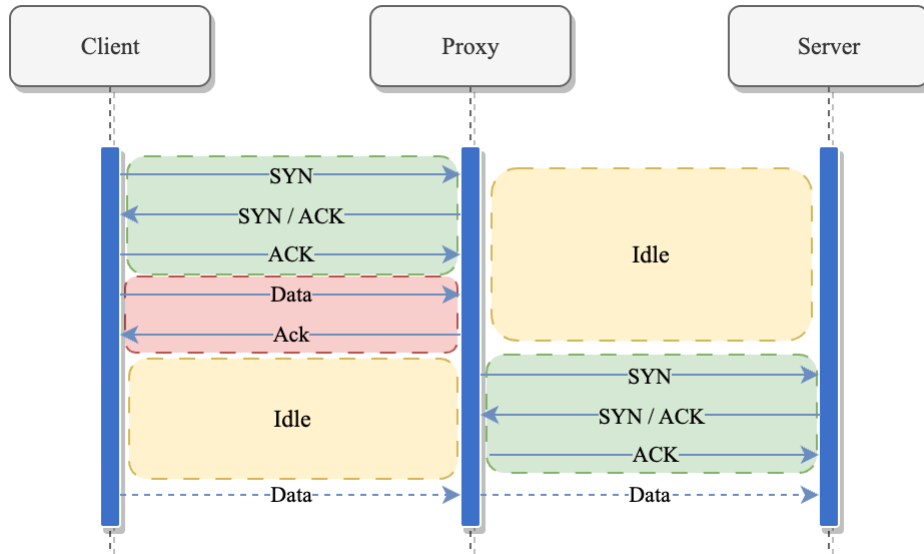 Client
Proxy
Server
SYN
SYN / ACK
ACK
Idle
Data
Ack
Idle
SYN
SYN / ACK
ACK
Data
Data